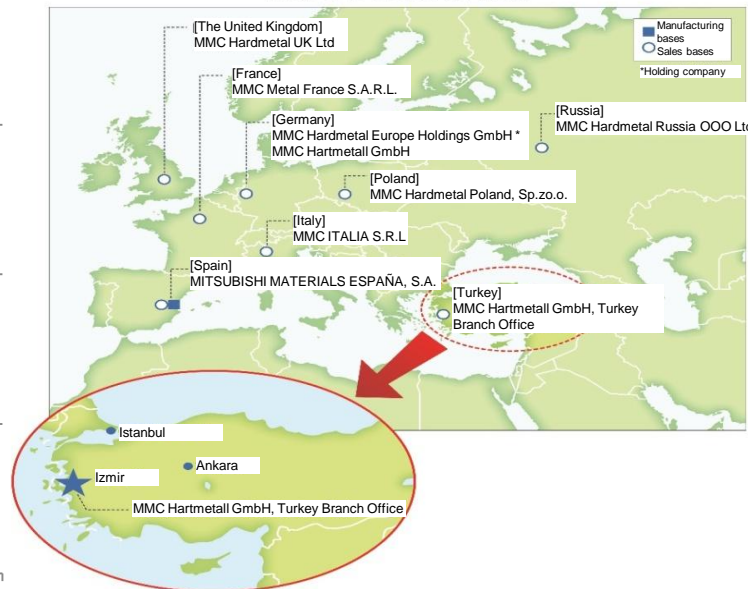 [The United Kingdom]
MMC Hardmetal UK Ltd
Manufacturing
bases
Sales bases
*Holding company
[France]
MMC Metal France S.A.R.L.
[Germany]
MMC Hardmetal Europe Holdings GmbH *
MMC Hartmetall GmbH
[Russia]
MMC Hardmetal Russia OOO Ltd
[Poland]
MMC Hardmetal Poland, Sp.zo.o.
[Italy]
MMC ITALIA S.R.L
[Spain]
MITSUBISHI MATERIALS ESPAÑA, S.A.
[Turkey]
MMC Hartmetall GmbH, Turkey
Branch Office
Istanbul
Ankara
Izmir
MMC Hartmetall GmbH, Turkey Branch Office